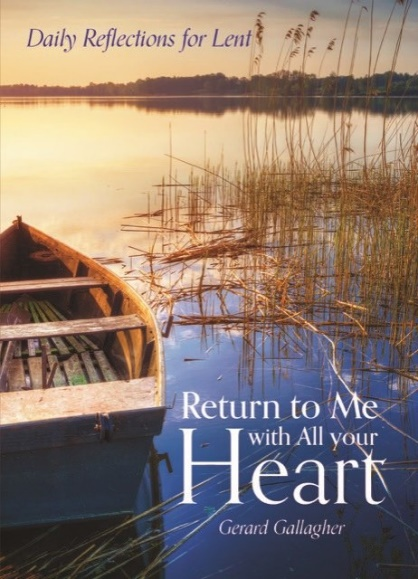 Daily Reflections for Lent
Return to Me
with All your
Heart
Gerard Gallagher